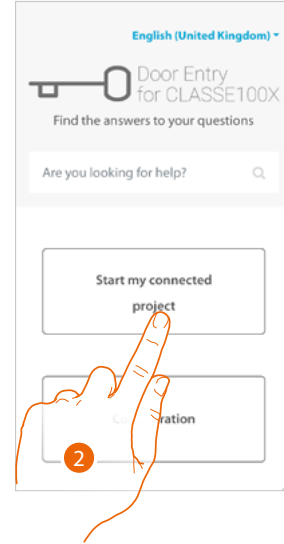 English (United Kingdom)
Door Entry
for CLASSE100X
Find the answers to your questions
Are you looking for help?
Start my connected
project
2